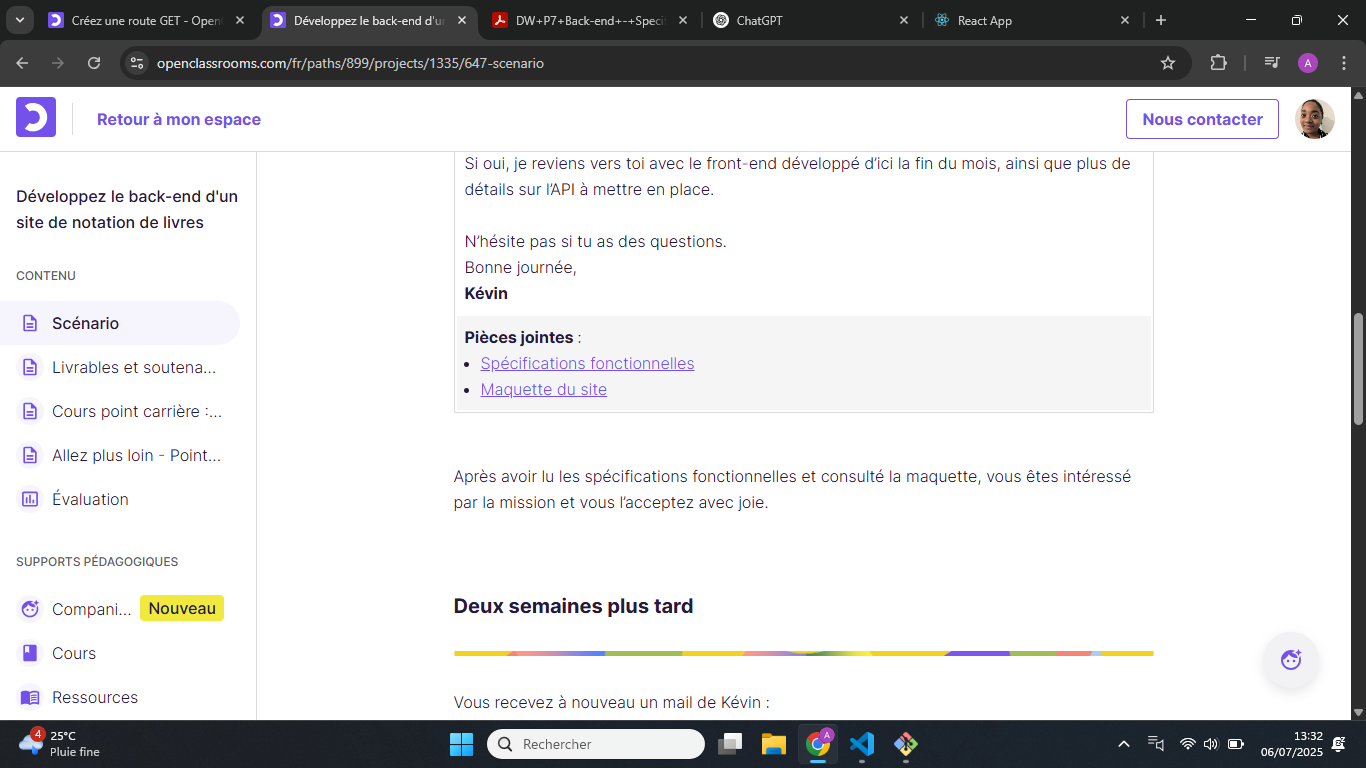 Créez une route GET - Open
Développez le back-end d'un
DW+P7+Back-end+-+Speci
ChatGPT
React App
openclassrooms.com/fr/paths/899/projects/1335/647-scenario
A
Retour à mon espace
Nous contacter
Développez le back-end d'un
site de notation de livres
CONTENU
Scénario
Livrables et soutena...
Cours point carrière :...
Allez plus loin - Point...
Évaluation
SUPPORTS PÉDAGOGIQUES
Compani...
Nouveau
Cours
Ressources
Si oui, je reviens vers toi avec le front-end développé d’ici la fin du mois, ainsi que plus de
détails sur l’API à mettre en place.
N’hésite pas si tu as des questions.
Bonne journée,
Kévin
Pièces jointes :
• Spécifications fonctionnelles
• Maquette du site
Après avoir lu les spécifications fonctionnelles et consulté la maquette, vous êtes intéressé
par la mission et vous l’acceptez avec joie.
Deux semaines plus tard
Vous recevez à nouveau un mail de Kévin :
4
25°C
Pluie fine
Rechercher
A
13:32
06/07/2025